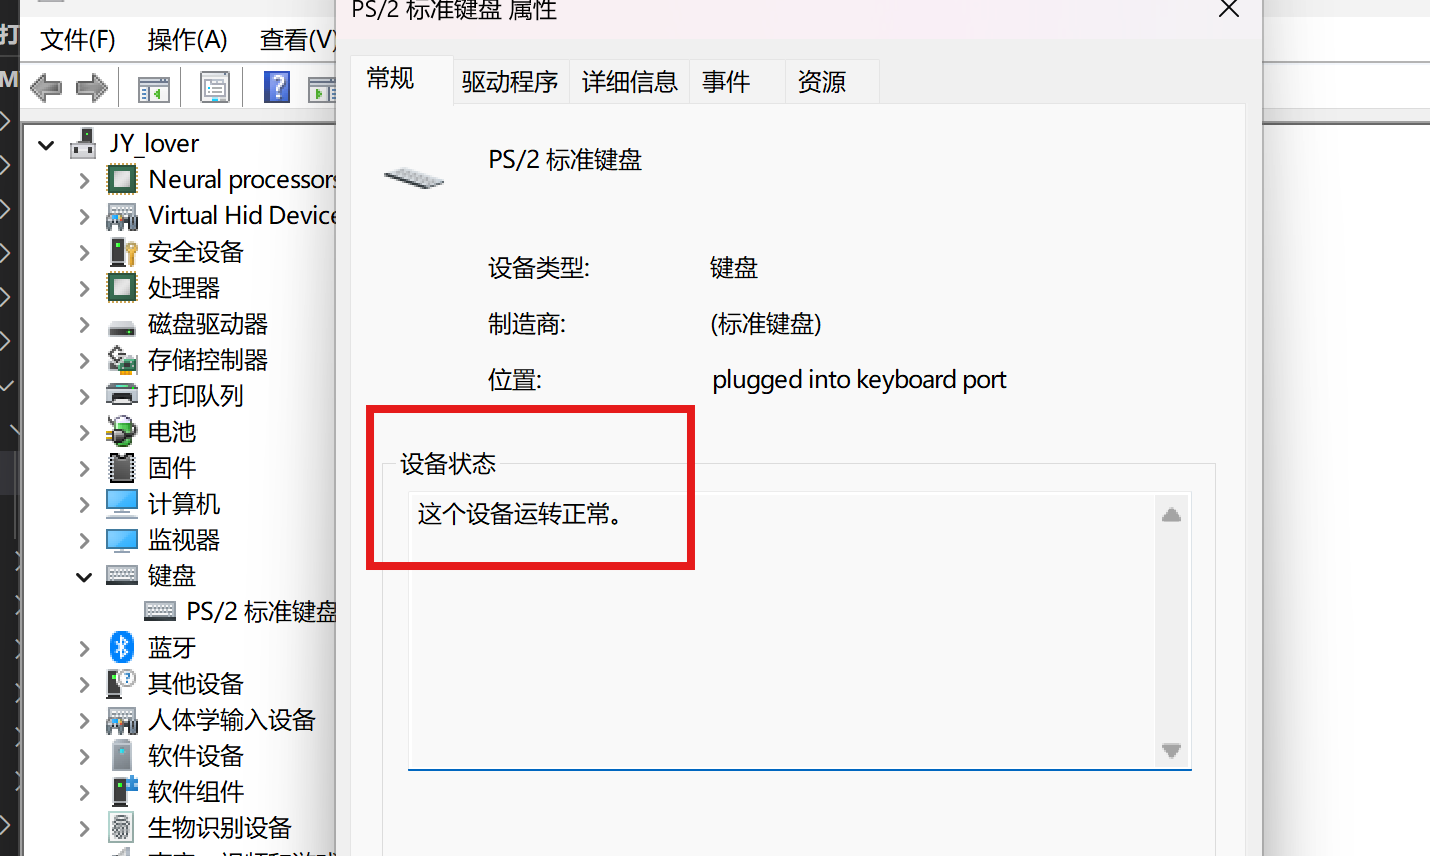 PS/2 标准键盘 属性
文件(F) 操作(A) 查看(V)
常规 驱动程序 详细信息 事件 资源
JY_lover
Neural processors
Virtual Hid Device
安全设备
处理器
磁盘驱动器
存储控制器
打印队列
电池
固件
计算机
监视器
键盘
PS/2 标准键盘
蓝牙
其他设备
人体学输入设备
软件设备
软件组件
生物识别设备
PS/2 标准键盘
设备类型: 键盘
制造商: (标准键盘)
位置: plugged into keyboard port
设备状态
这个设备运转正常。